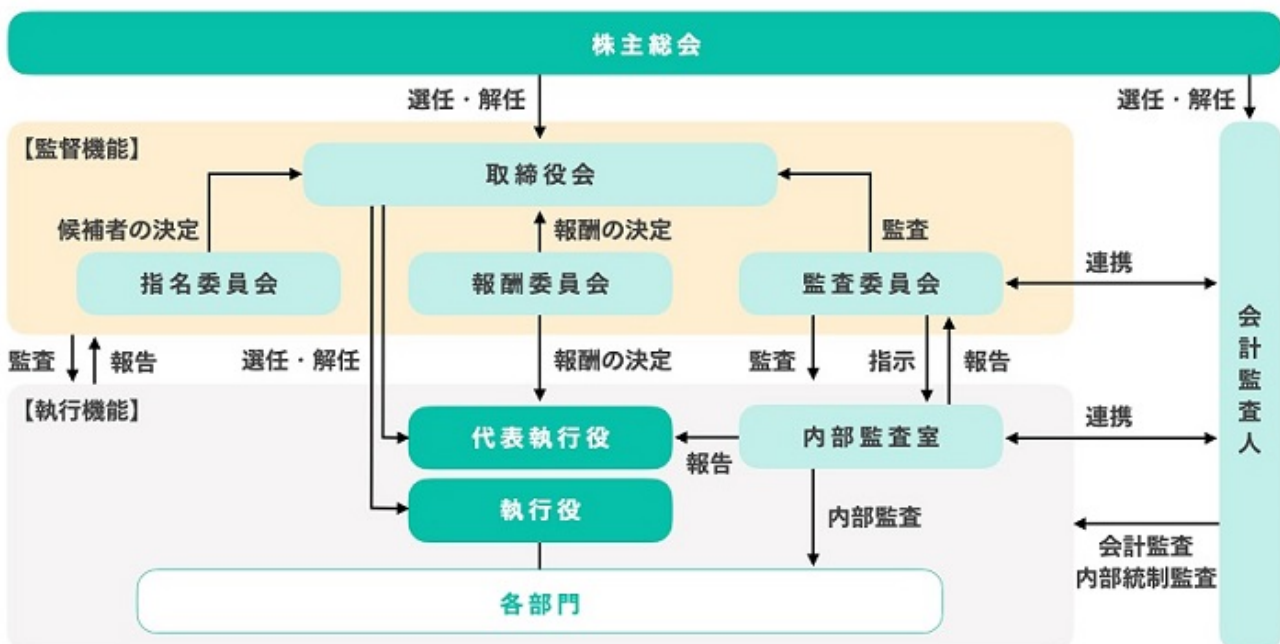 株主総会
選任・解任
選任・解任
【監督機能】
取締役会
候補者の決定
報酬の決定
監査
指名委員会
報酬委員会
監査委員会
連携
会計監査人
監査
報告
選任・解任
報酬の決定
監査
指示
報告
【執行機能】
代表執行役
報告
内部監査室
連携
執行役
内部監査
会計監査
内部統制監査
各部門